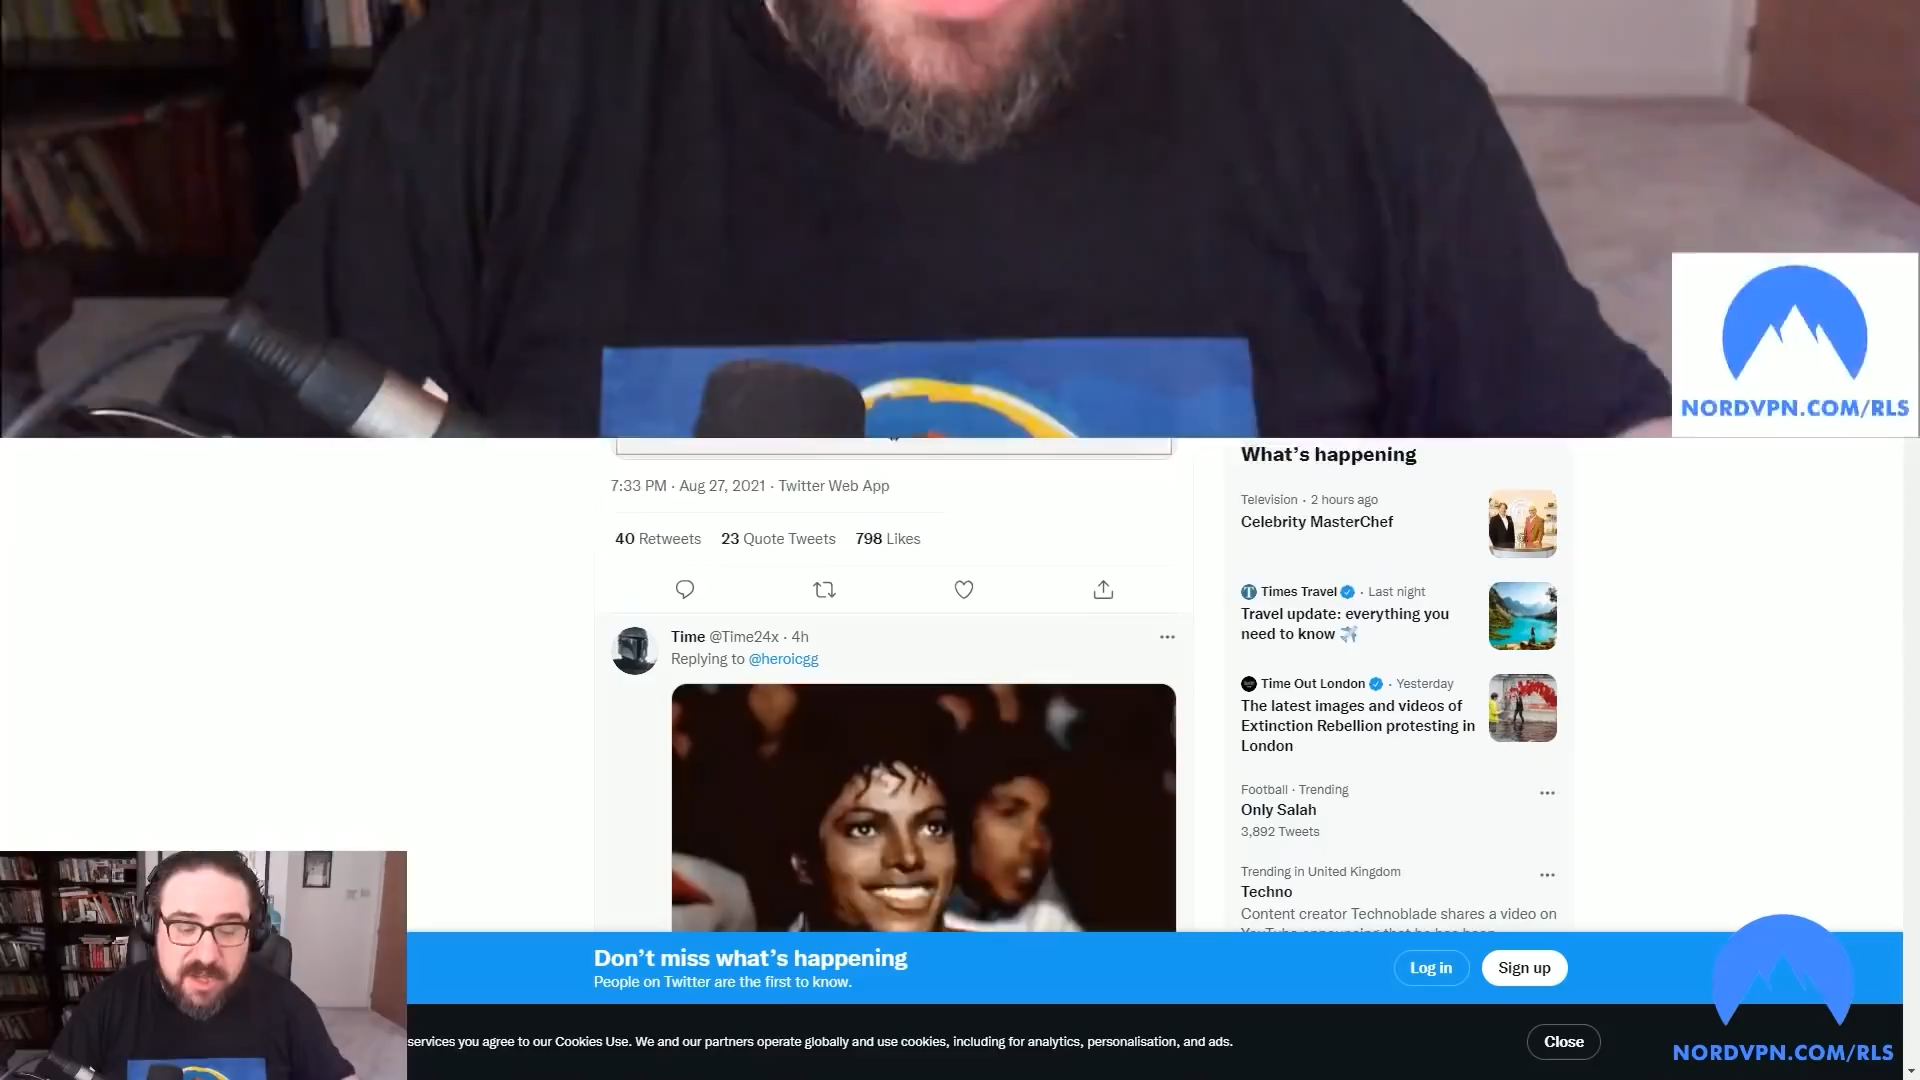 NORDVPN.COM/RLS
7:33 PM · Aug 27, 2021 · Twitter Web App
40 Retweets 23 Quote Tweets 798 Likes
Time @Time24x · 4h
Replying to @heroicgg
What's happening
Television · 2 hours ago
Celebrity MasterChef
Times Travel · Last night
Travel update: everything you
need to know
Time Out London · Yesterday
The latest images and videos of
Extinction Rebellion protesting in
London
Football · Trending
Only Salah
3,892 Tweets
Trending in United Kingdom
Techno
Content creator Technoblade shares a video on
Don't miss what's happening
People on Twitter are the first to know.
Log in
Sign up
services you agree to our Cookies Use. We and our partners operate globally and use cookies, including for analytics, personalisation, and ads.
Close
NORDVPN.COM/RLS